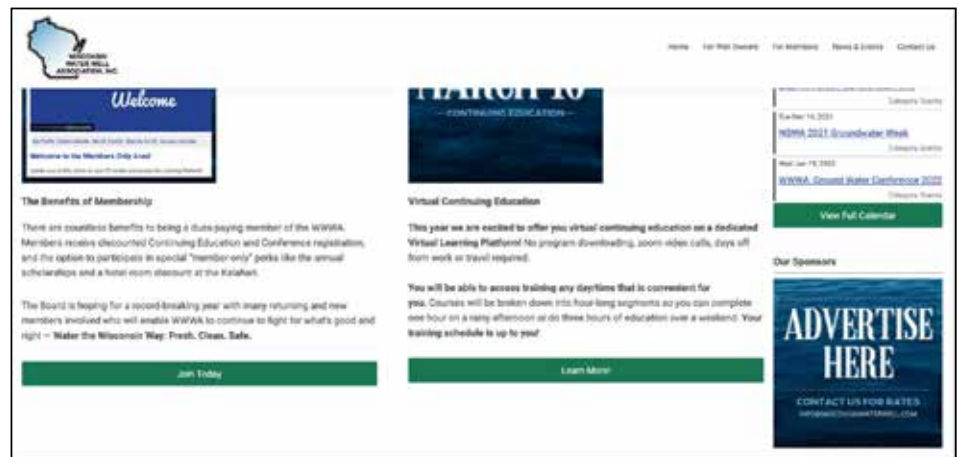 WISCONSIN
WATER WELL
ASSOCIATION, INC.
Home For Well Owners For Members News & Events Contact Us
Welcome
Welcome to the Members Only Area!
The Benefits of Membership
There are countless benefits to being a dues-paying member of the WWWA.
Members receive discounted Continuing Education and Conference registration,
and the option to participate in special "member-only" perks like the annual
scholarships and a hotel room discount at the Kalahari.
The Board is hoping for a record-breaking year with many returning and new
members involved who will enable WWWA to continue to fight for what's good and
right – Water the Wisconsin Way: Fresh. Clean. Safe.
Join Today
MARCH 10
CONTINUING EDUCATION
Virtual Continuing Education
This year we are excited to offer you virtual continuing education on a dedicated
Virtual Learning Platform! No program downloading, zoom video calls, days off
from work or travel required.
You will be able to access training any day/time that is convenient for
you. Courses will be broken down into hour-long segments so you can complete
one hour on a rainy afternoon or do three hours of education over a weekend. Your
training schedule is up to you!
Learn More!
Category: Events
Tue Dec 14, 2021
NGWA 2021 Groundwater Week
Category: Events
Wed Jan 19, 2022
WWWA: Ground Water Conference 2022
Category: Events
View Full Calendar
Our Sponsors
ADVERTISE
HERE
CONTACT US FOR RATES